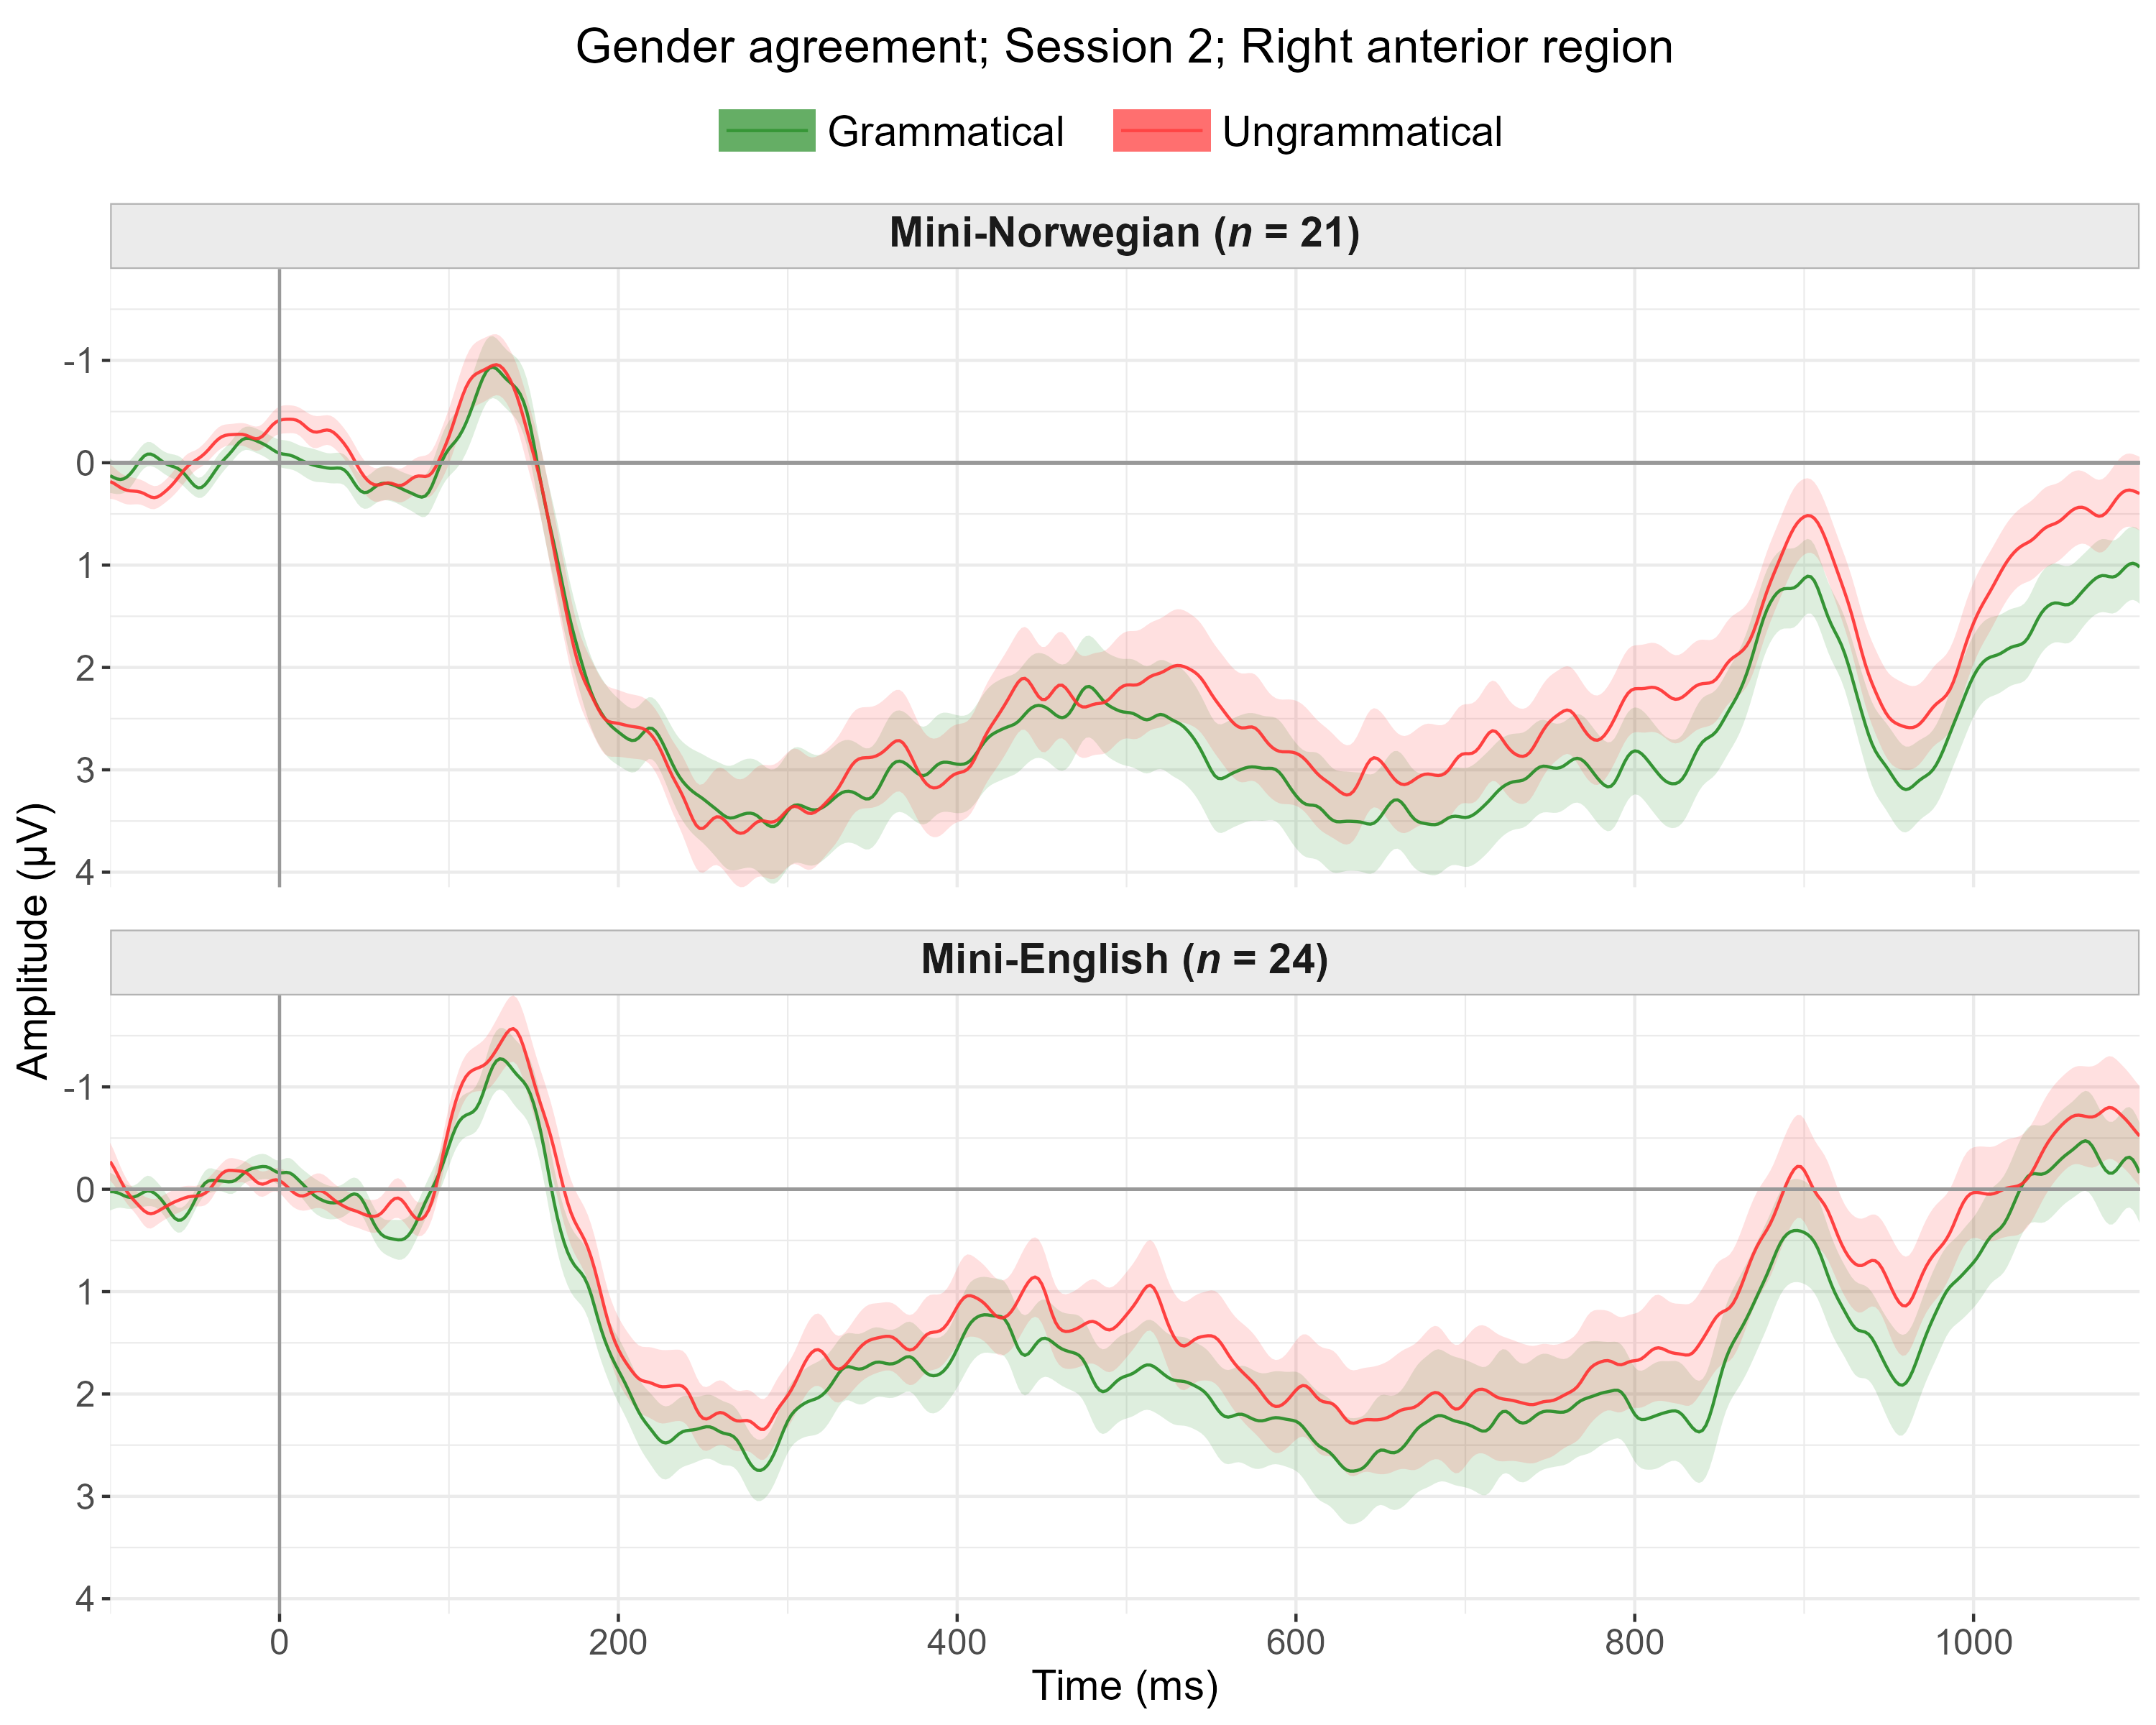 Gender agreement; Session 2; Right anterior region
Grammatical Ungrammatical
Mini-Norwegian (n = 21)
-1
0
1
2
3
4
Mini-English (n = 24)
-1
0
1
2
3
4
Amplitude (µV)
0 200 400 600 800 1000
Time (ms)